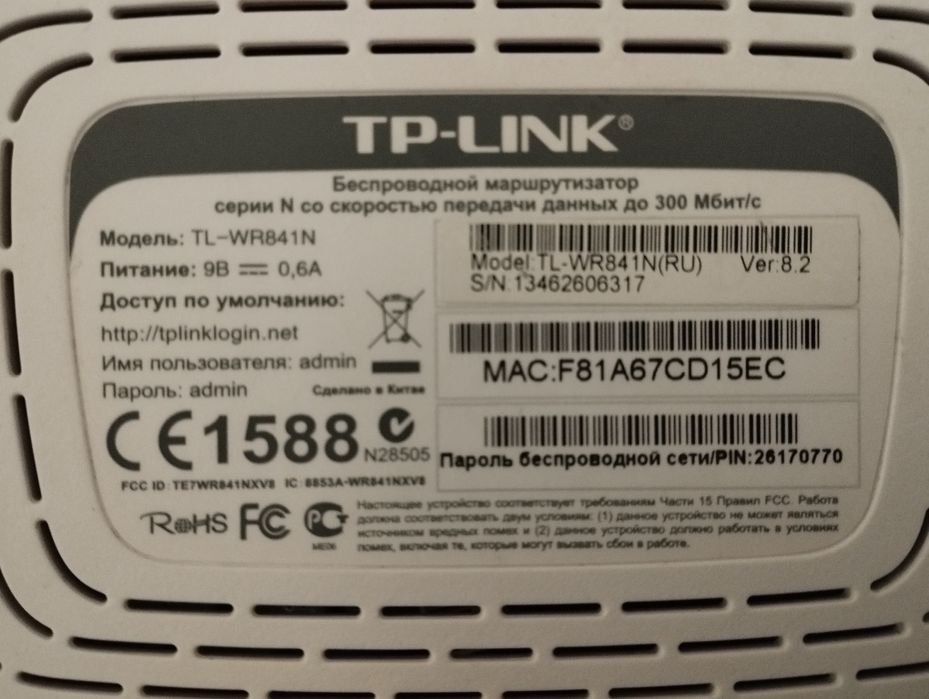 TP-LINK®
Беспроводной маршрутизатор
серии N со скоростью передачи данных до 300 Мбит/с
Модель: TL-WR841N
Питание: 9В 0,6А
Доступ по умолчанию:
http://tplinklogin.net
Имя пользователя: admin
Пароль: admin
Сделано в Китае
CE1588
N28505
FCC ID: TE7WR841NXV8 IC: 8853A-WR841NXV8
Model:TL-WR841N(RU) Ver:8.2
S/N:13462606317
MAC:F81A67CD15EC
Пароль беспроводной сети/PIN:26170770
RoHS FC PCT
ME06
Настоящее устройство соответствует требованиям Части 15 Правил FCC. Работа
должна соответствовать двум условиям: (1) данное устройство не может являться
источником вредных помех и (2) данное устройство должно работать в условиях
помех, включая те, которые могут вызвать сбои в работе.